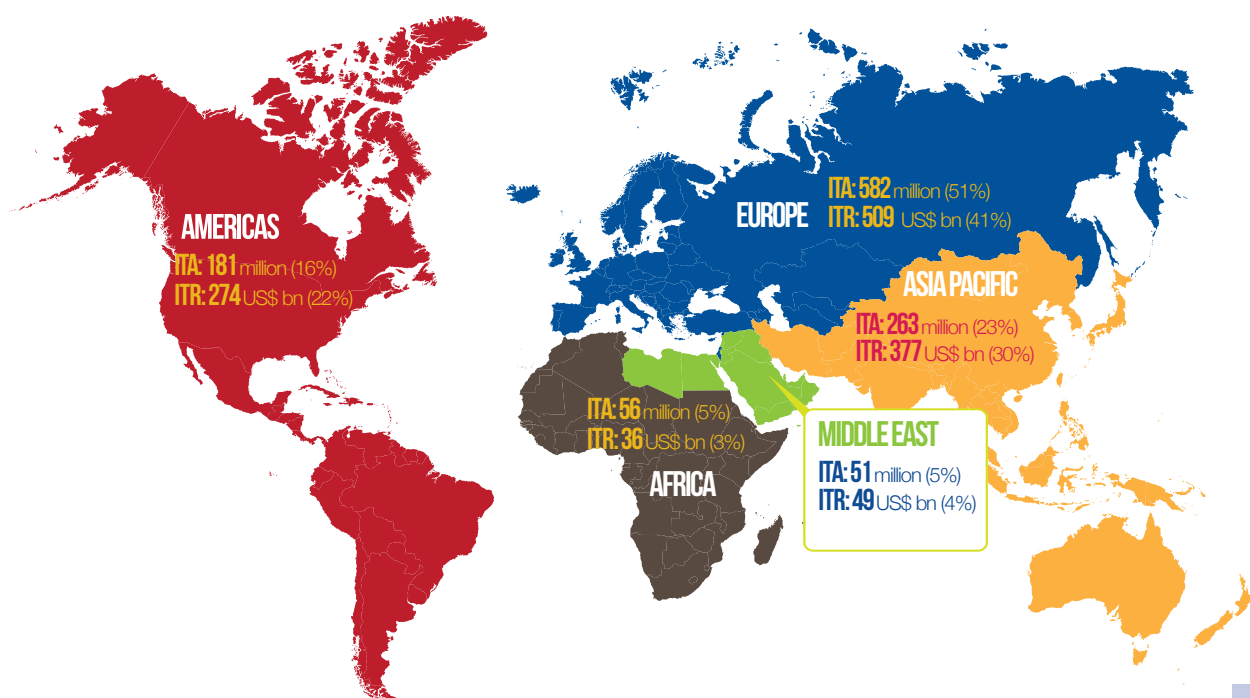 AMERICAS
ITA: 181 million (16%)
ITR: 274 US$ bn (22%)
EUROPE
ITA: 582 million (51%)
ITR: 509 US$ bn (41%)
ASIA PACIFIC
ITA: 263 million (23%)
ITR: 377 US$ bn (30%)
ITA: 56 million (5%)
ITR: 36 US$ bn (3%)
AFRICA
MIDDLE EAST
ITA: 51 million (5%)
ITR: 49 US$ bn (4%)